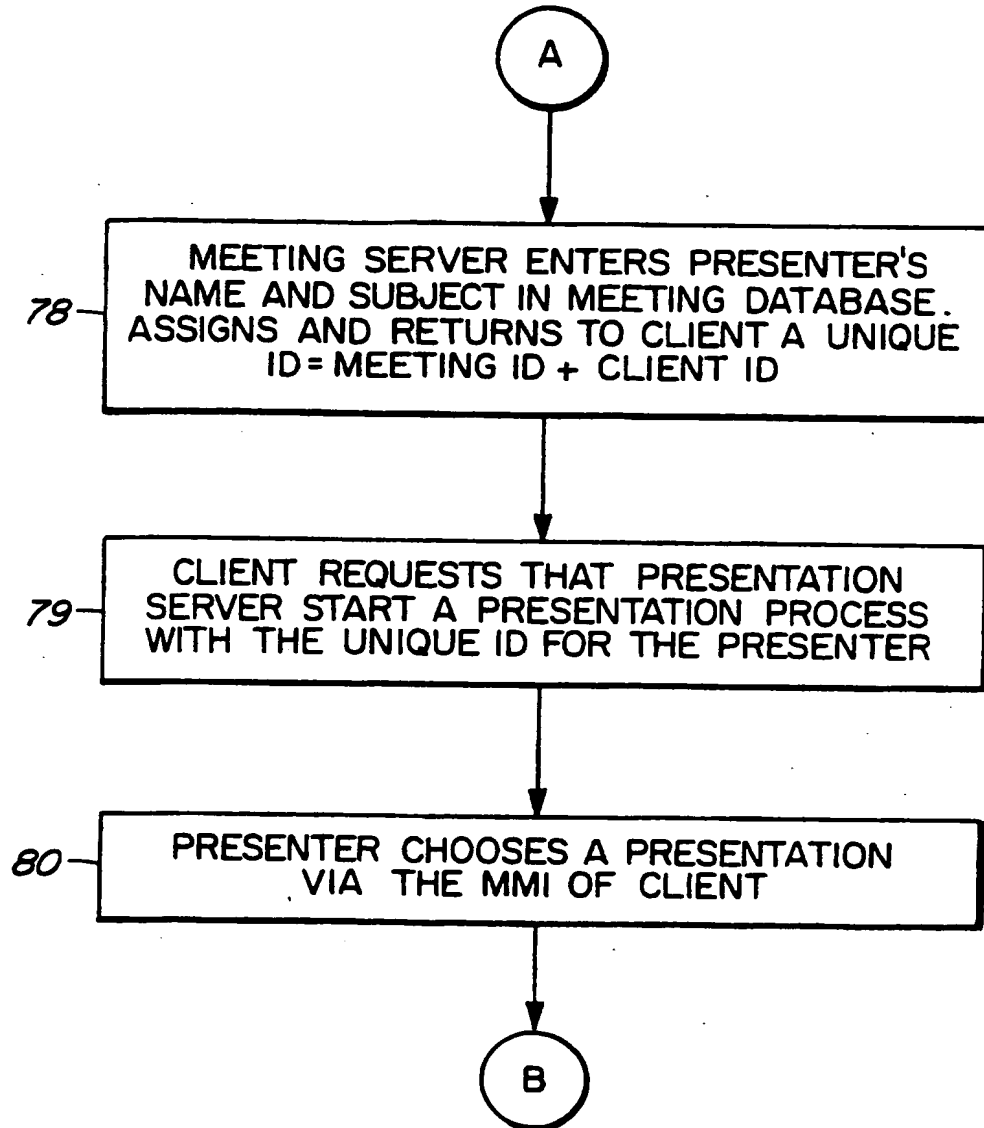 A
78
MEETING SERVER ENTERS PRESENTER'S
NAME AND SUBJECT IN MEETING DATABASE.
ASSIGNS AND RETURNS TO CLIENT A UNIQUE
ID = MEETING ID + CLIENT ID
79
CLIENT REQUESTS THAT PRESENTATION
SERVER START A PRESENTATION PROCESS
WITH THE UNIQUE ID FOR THE PRESENTER
80
PRESENTER CHOOSES A PRESENTATION
VIA THE MMI OF CLIENT
B